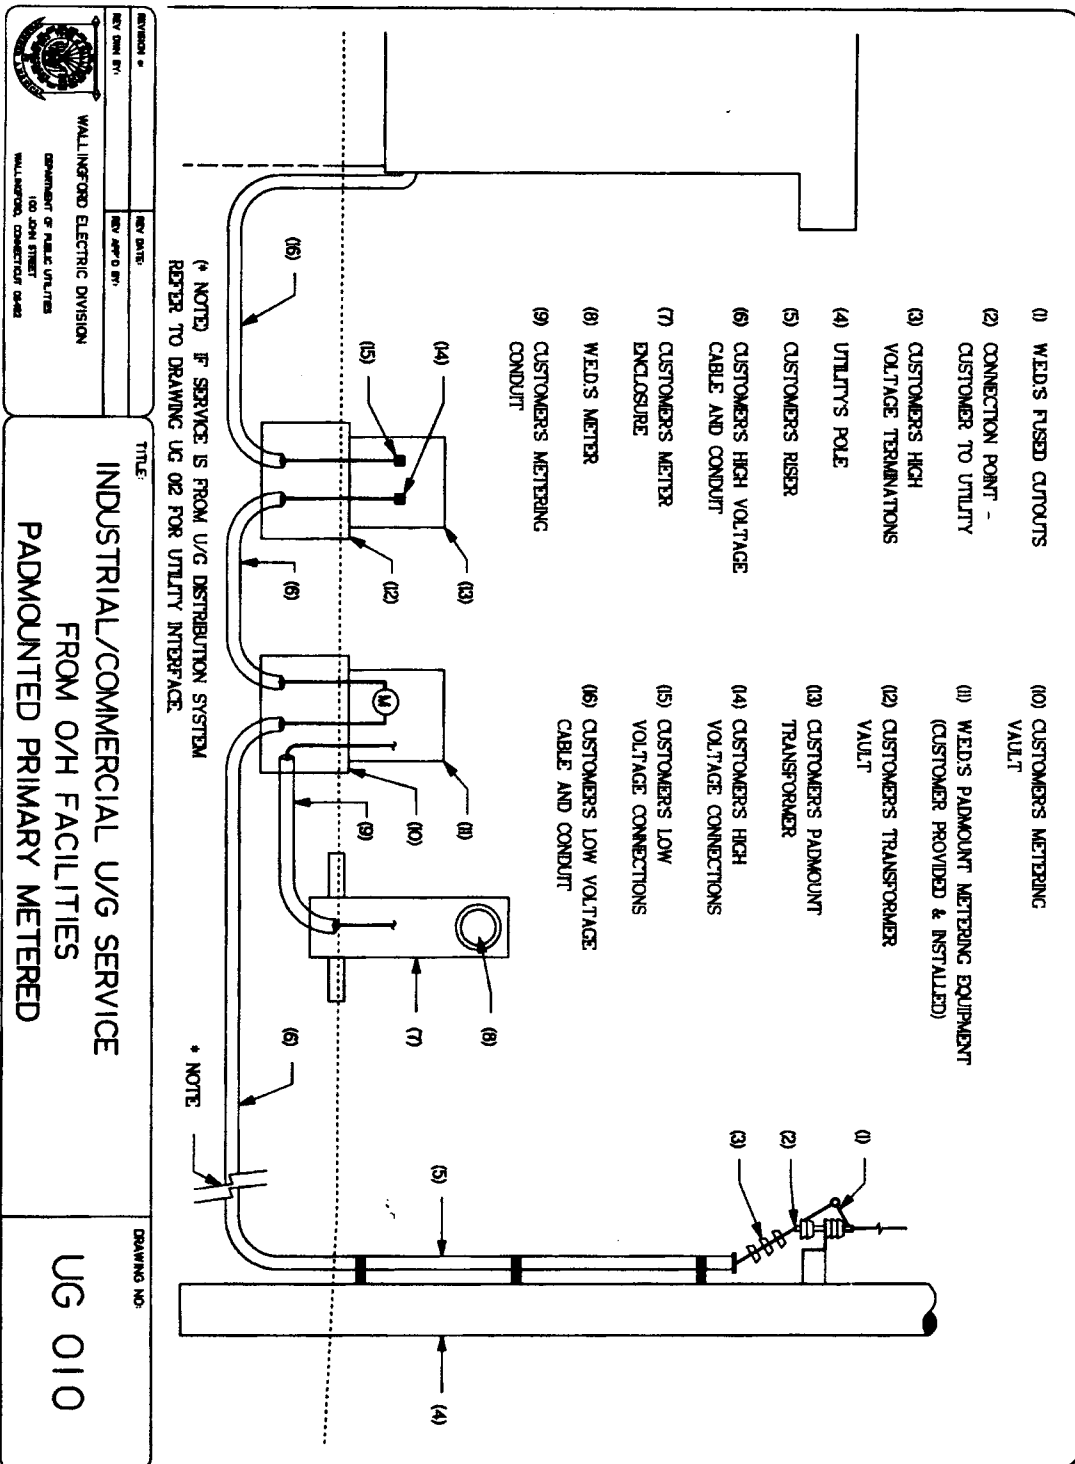 (1) W.E.D.'S FUSED CUTOUTS
(2) CONNECTION POINT -
CUSTOMER TO UTILITY
(3) CUSTOMER'S HIGH
VOLTAGE TERMINATIONS
(4) UTILITY'S POLE
(5) CUSTOMER'S RISER
(6) CUSTOMER'S HIGH VOLTAGE
CABLE AND CONDUIT
(7) CUSTOMER'S METER
ENCLOSURE
(8) W.E.D.'S METER
(9) CUSTOMER'S METERING
CONDUIT
(10) CUSTOMER'S METERING
VAULT
(11) W.E.D.'S PADMOUNT METERING EQUIPMENT
(CUSTOMER PROVIDED & INSTALLED)
(12) CUSTOMER'S TRANSFORMER
VAULT
(13) CUSTOMER'S PADMOUNT
TRANSFORMER
(14) CUSTOMER'S HIGH
VOLTAGE CONNECTIONS
(15) CUSTOMER'S LOW
VOLTAGE CONNECTIONS
(16) CUSTOMER'S LOW VOLTAGE
CABLE AND CONDUIT
(1)
(2)
(3)
(14)
(15)
(13)
(12)
(16)
(6)
M
(11)
(10)
(9)
(8)
(7)
(6)
(5)
(4)
* NOTE
(* NOTE) IF SERVICE IS FROM U/G DISTRIBUTION SYSTEM
REFER TO DRAWING UG 012 FOR UTILITY INTERFACE.
REVISION #:
REV DATE:
REV DWN BY:
REV APP'D BY:
WALLINGFORD ELECTRIC DIVISION
DEPARTMENT OF PUBLIC UTILITIES
100 JOHN STREET
WALLINGFORD, CONNECTICUT 06492
TITLE:
INDUSTRIAL/COMMERCIAL U/G SERVICE
FROM O/H FACILITIES
PADMOUNTED PRIMARY METERED
DRAWING NO:
UG 010